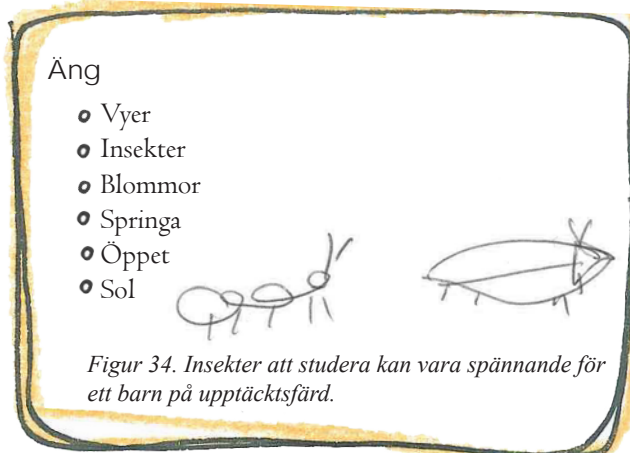 Äng
Vyer
Insekter
Blommor
Springa
Öppet
Sol
Figur 34. Insekter att studera kan vara spännande för
ett barn på upptäcktsfärd.